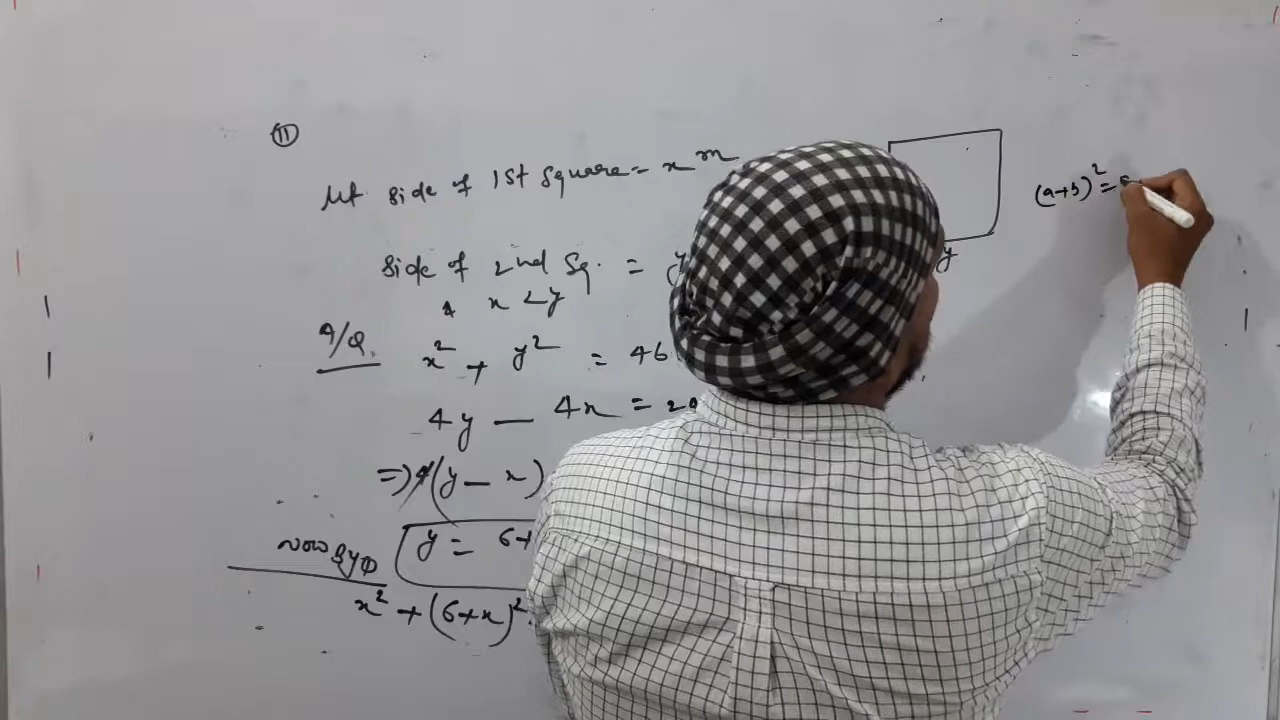 ⑪
Let side of 1st square = x m
side of 2nd Sq. = y
x < y
A/Q.
x² + y² = 46
4y — 4x = 24
=> 4(y — x)
y = 6+
Now By ①
x² + (6+x)²
y
(a+b)² = a